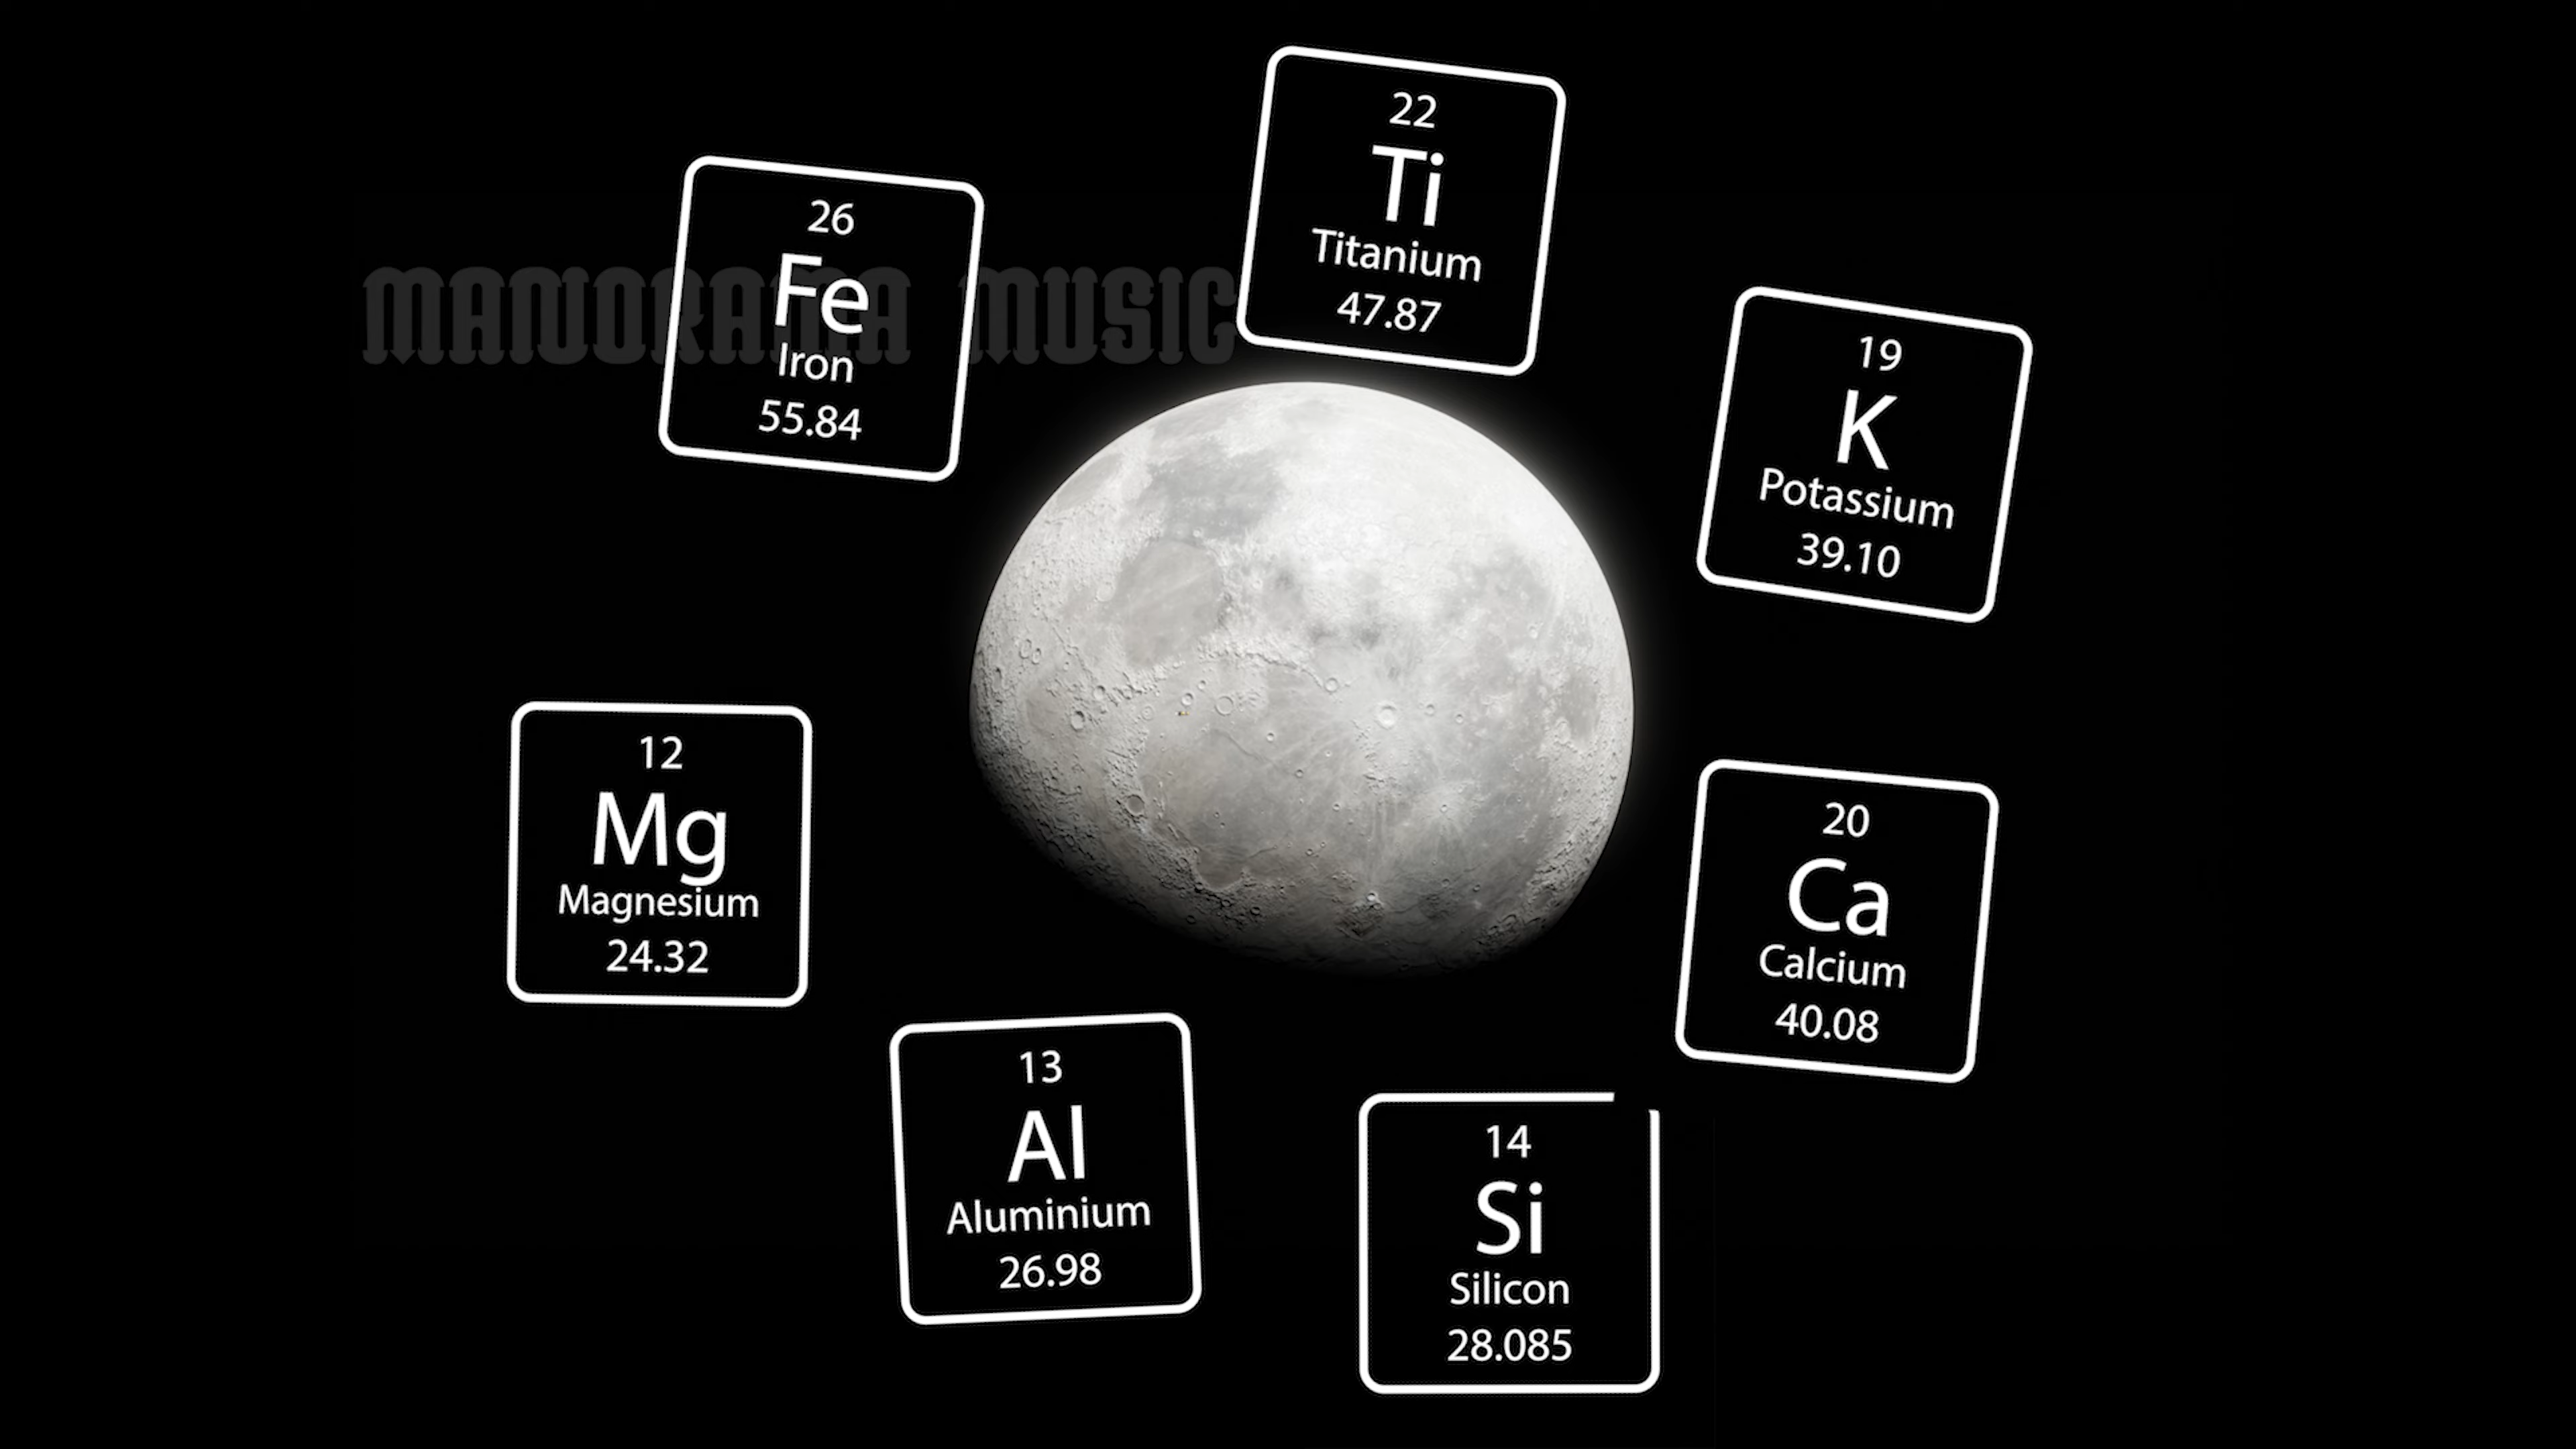 22
Ti
Titanium
47.87
26
Fe
Iron
55.84
MANORAMA MUSIC
19
K
Potassium
39.10
12
Mg
Magnesium
24.32
20
Ca
Calcium
40.08
13
Al
Aluminium
26.98
14
Si
Silicon
28.085